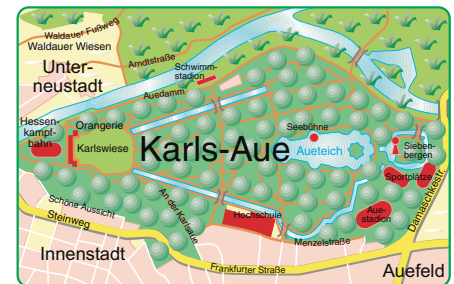 Waldauer Fußweg
Waldauer Wiesen
Unter-
neustadt
Arndtstraße
Schwimm-
stadion
Auedamm
Hessen-
kampf-
bahn
Orangerie
Karlswiese
Karls-Aue
Seebühne
Aueteich
Sieben-
bergen
Sportplätze
Damaschkestr.
Schöne Aussicht
An der Karlsaue
Hochschule
Aue-
stadion
Steinweg
Menzelstraße
Innenstadt
Frankfurter Straße
Auefeld